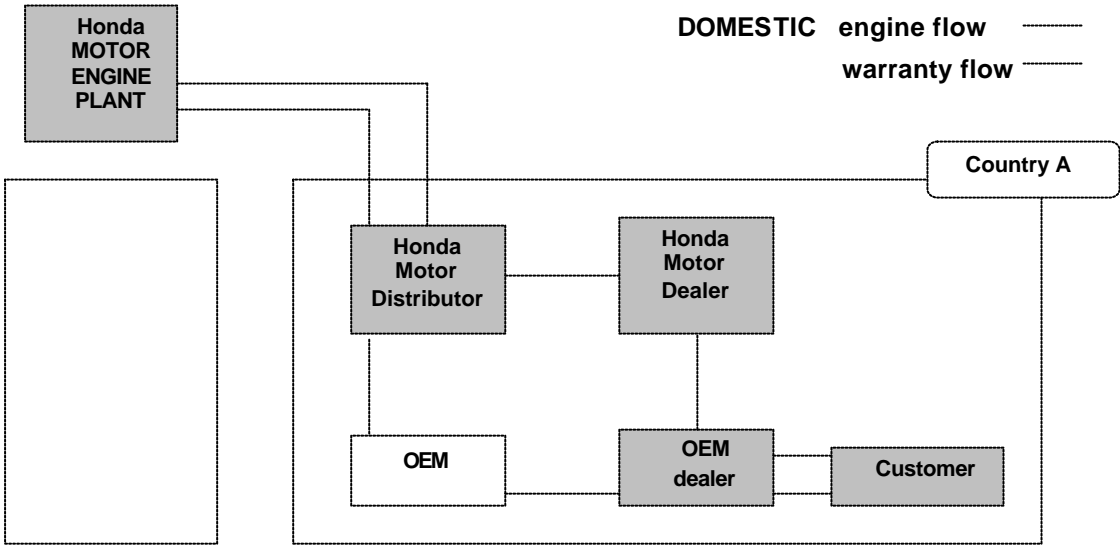 Honda
MOTOR
ENGINE
PLANT
DOMESTIC engine flow
warranty flow
Country A
Honda
Motor
Distributor
Honda
Motor
Dealer
OEM
OEM
dealer
Customer